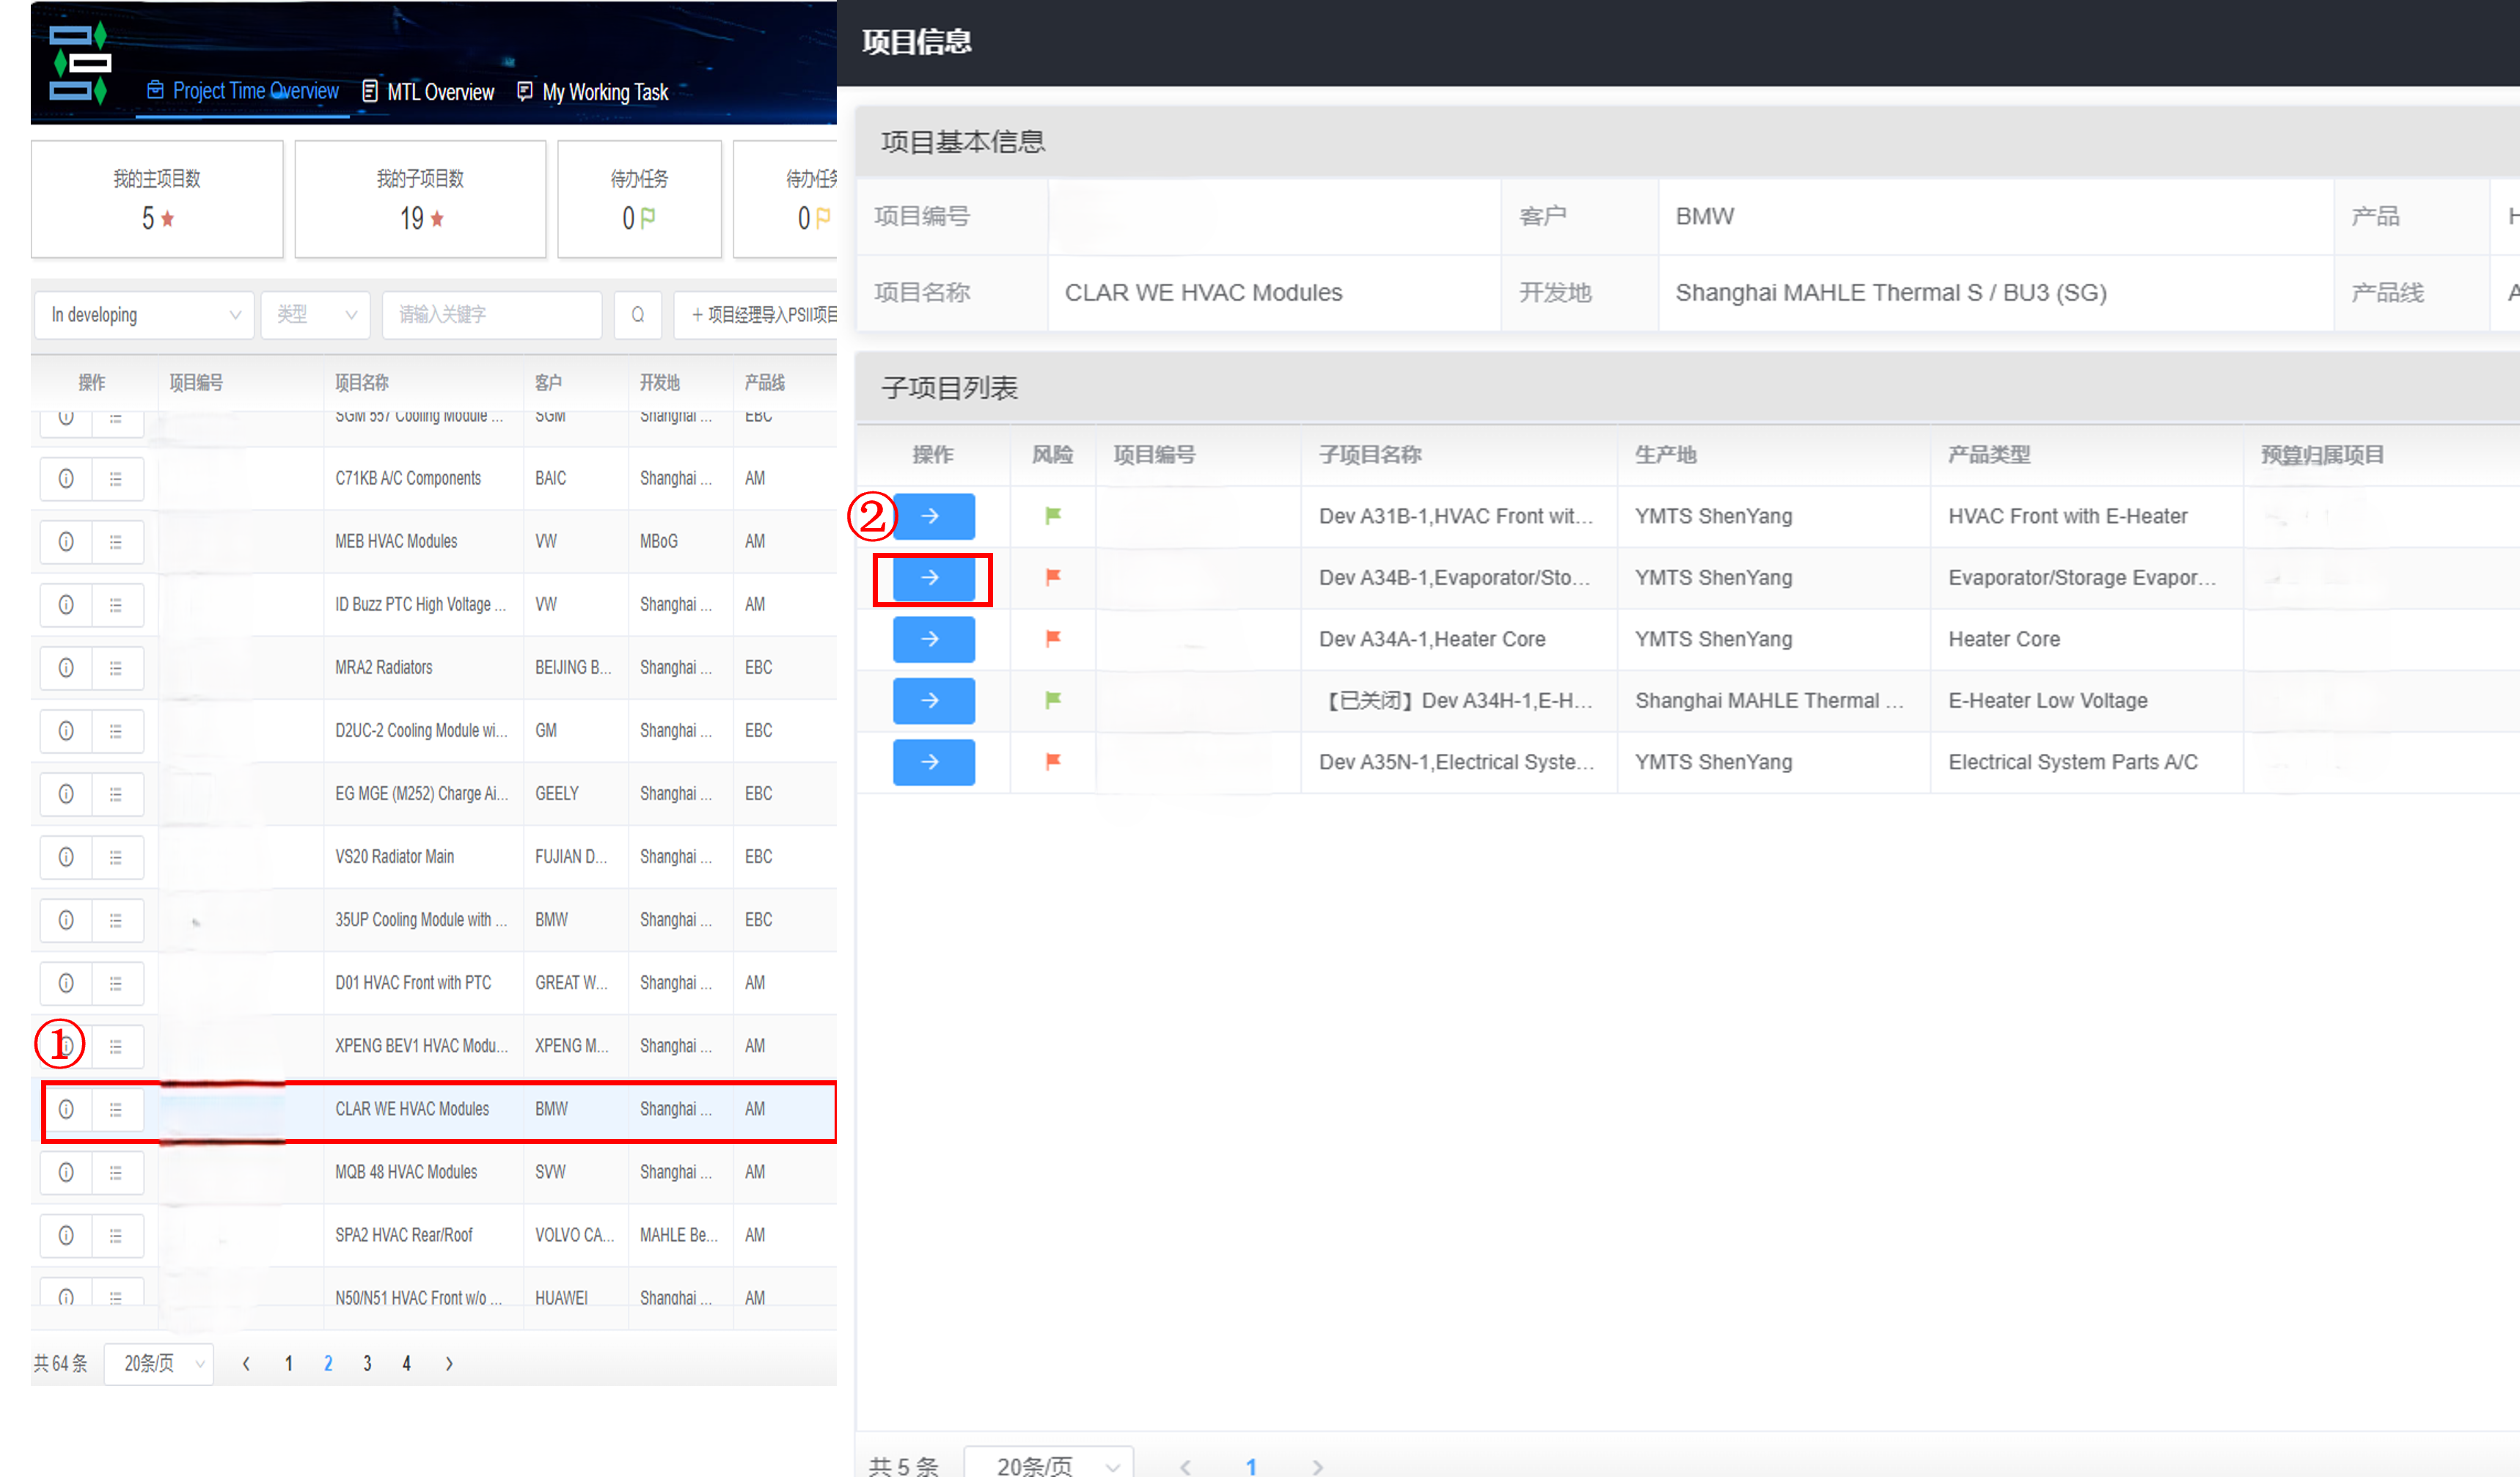 Project Time Overview MTL Overview My Working Task
我的主项目数 我的子项目数 待办任务 待办任务
5 19 0 0
In developing 类型 请输入关键字 + 项目经理导入PSII项目
操作 项目编号 项目名称 客户 开发地 产品线
SGM 557 Cooling Module ... SGM Shanghai ... EBC
C71KB A/C Components BAIC Shanghai ... AM
MEB HVAC Modules VW MBoG AM
ID Buzz PTC High Voltage ... VW Shanghai ... AM
MRA2 Radiators BEIJING B... Shanghai ... EBC
D2UC-2 Cooling Module wi... GM Shanghai ... EBC
EG MGE (M252) Charge Ai... GEELY Shanghai ... EBC
VS20 Radiator Main FUJIAN D... Shanghai ... EBC
35UP Cooling Module with ... BMW Shanghai ... EBC
D01 HVAC Front with PTC GREAT W... Shanghai ... AM
① XPENG BEV1 HVAC Modu... XPENG M... Shanghai ... AM
CLAR WE HVAC Modules BMW Shanghai ... AM
MQB 48 HVAC Modules SVW Shanghai ... AM
SPA2 HVAC Rear/Roof VOLVO CA... MAHLE Be... AM
N50/N51 HVAC Front w/o ... HUAWEI Shanghai ... AM
共 64 条 20条/页 < 1 2 3 4 >
项目信息
项目基本信息
项目编号 客户 BMW 产品 H
项目名称 CLAR WE HVAC Modules 开发地 Shanghai MAHLE Thermal S / BU3 (SG) 产品线 A
子项目列表
操作 风险 项目编号 子项目名称 生产地 产品类型 预算归属项目
② Dev A31B-1,HVAC Front wit... YMTS ShenYang HVAC Front with E-Heater
Dev A34B-1,Evaporator/Sto... YMTS ShenYang Evaporator/Storage Evapor...
Dev A34A-1,Heater Core YMTS ShenYang Heater Core
【已关闭】Dev A34H-1,E-H... Shanghai MAHLE Thermal ... E-Heater Low Voltage
Dev A35N-1,Electrical Syste... YMTS ShenYang Electrical System Parts A/C
共 5 条 20条/页 < 1 >